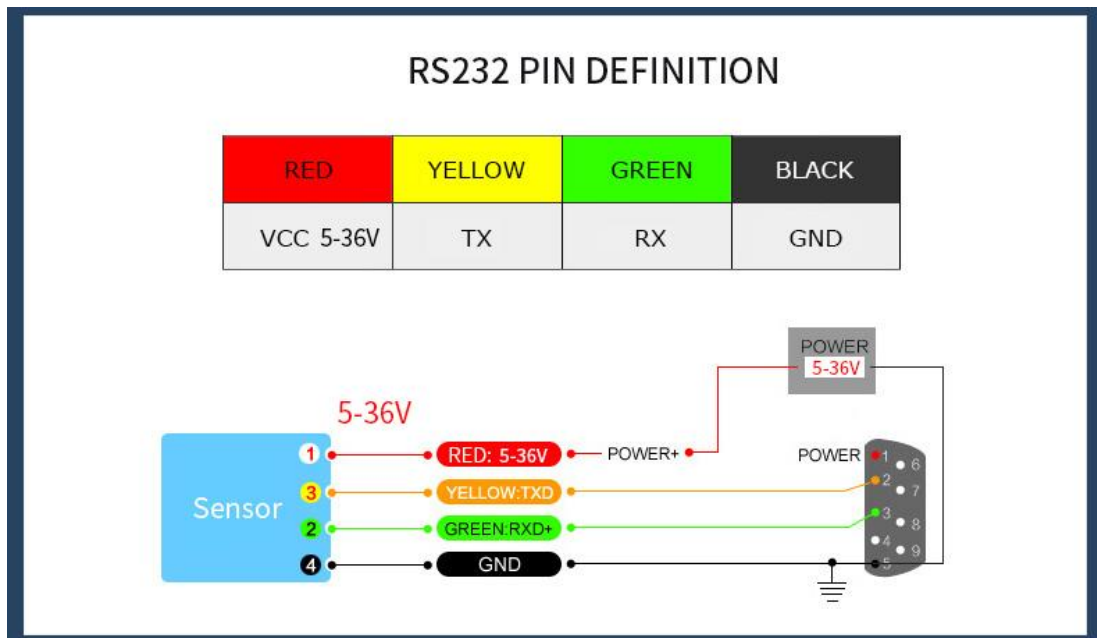 RS232 PIN DEFINITION
RED YELLOW GREEN BLACK
VCC 5-36V TX RX GND
POWER
5-36V
5-36V
1 RED: 5-36V POWER+ POWER 1 6
3 YELLOW:TXD 2 7
Sensor
2 GREEN:RXD+ 3 8
4 GND 4 9
5